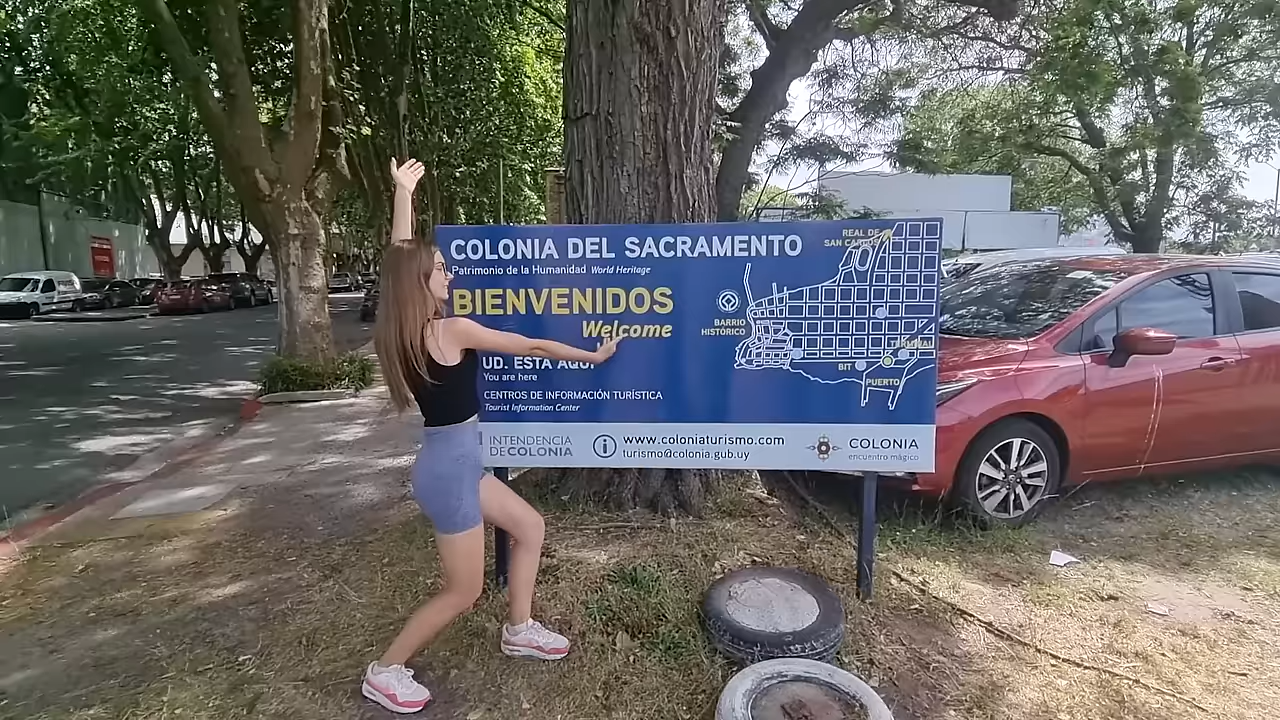 COLONIA DEL SACRAMENTO
Patrimonio de la Humanidad World Heritage
BIENVENIDOS
Welcome
UD. ESTA AQUI
You are here
CENTROS DE INFORMACIÓN TURÍSTICA
Tourist Information Center
INTENDENCIA
DE COLONIA
www.coloniaturismo.com
turismo@colonia.gub.uy
COLONIA
encuentro mágico
REAL DE
SAN CARLOS
BARRIO
HISTÓRICO
TERMINAL
BIT
PUERTO